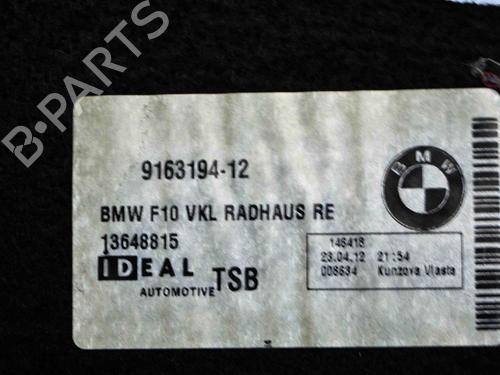 B-PARTS
9163194-12
BMW
BMW F10 VKL RADHAUS RE
13648815
146418
23.04.12 21:54
008634 Kunzova Vlasta
IDEAL
AUTOMOTIVE
TSB